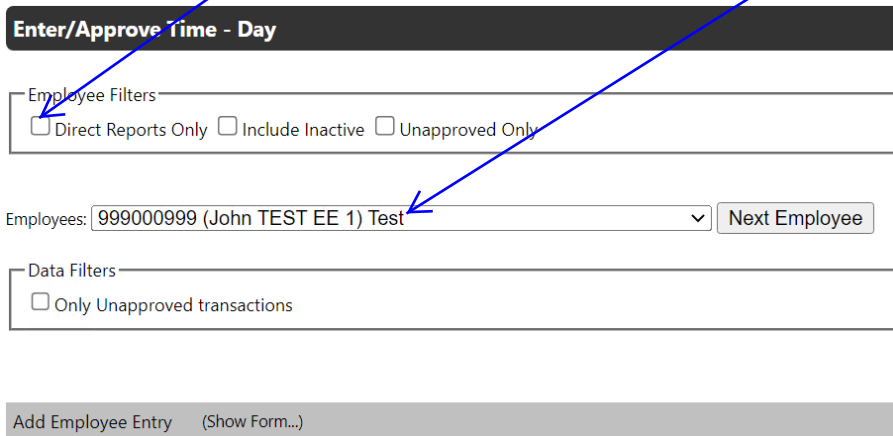 Enter/Approve Time - Day
Employee Filters
Direct Reports Only Include Inactive Unapproved Only
Employees: 999000999 (John TEST EE 1) Test Next Employee
Data Filters
Only Unapproved transactions
Add Employee Entry (Show Form...)